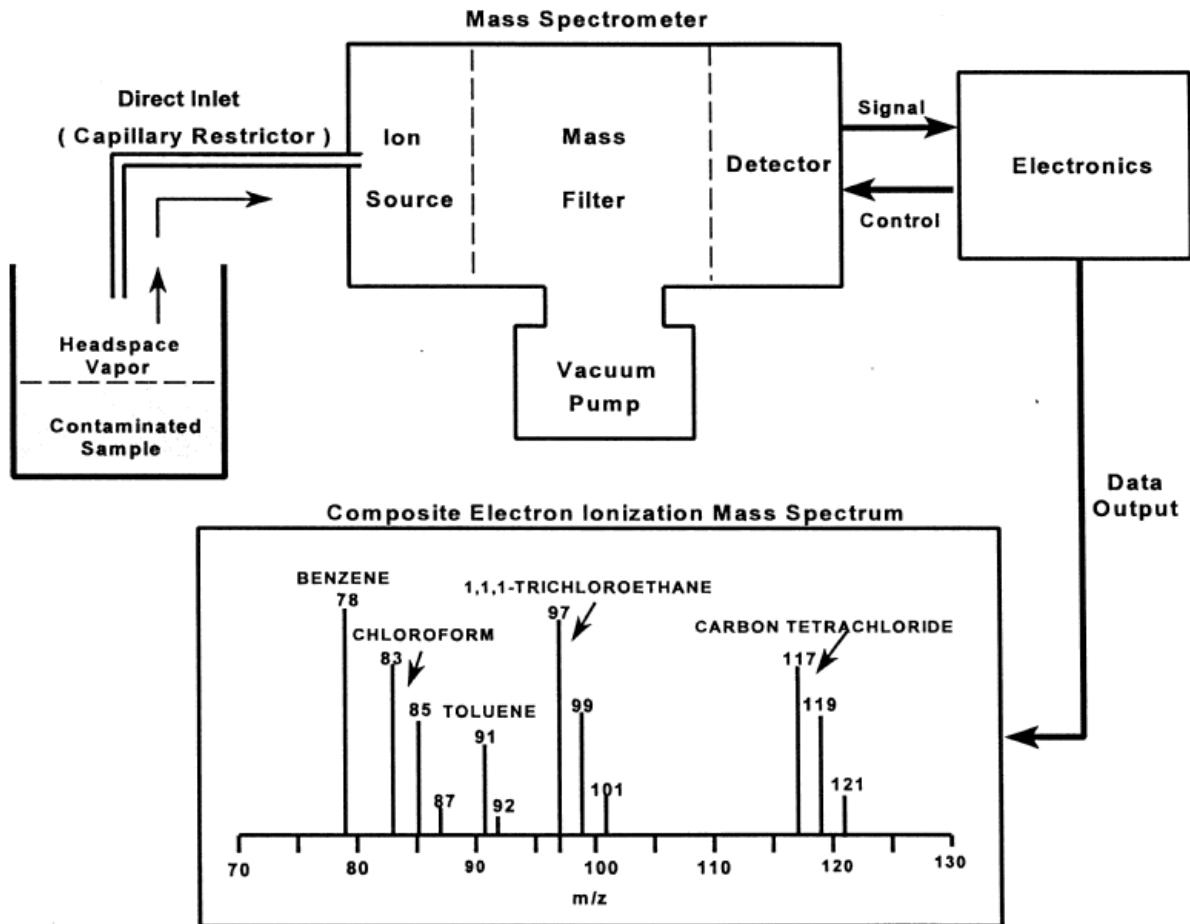 Mass Spectrometer
Direct Inlet
( Capillary Restrictor )
Ion
Source
Mass
Filter
Detector
Signal
Control
Electronics
Headspace
Vapor
Contaminated
Sample
Vacuum
Pump
Data
Output
Composite Electron Ionization Mass Spectrum
BENZENE
78
CHLOROFORM
83
85
87
TOLUENE
91
92
1,1,1-TRICHLOROETHANE
97
99
101
CARBON TETRACHLORIDE
117
119
121
70 80 90 100 110 120 130
m/z